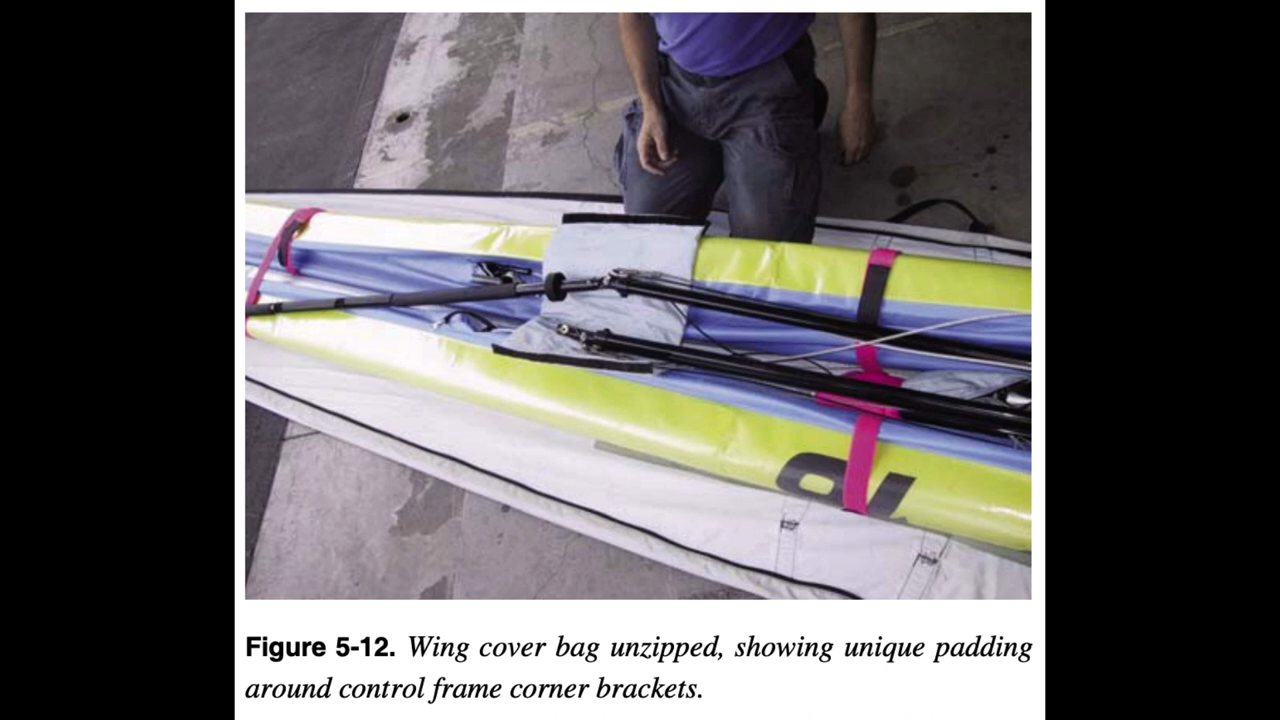 Figure 5-12. Wing cover bag unzipped, showing unique padding
around control frame corner brackets.